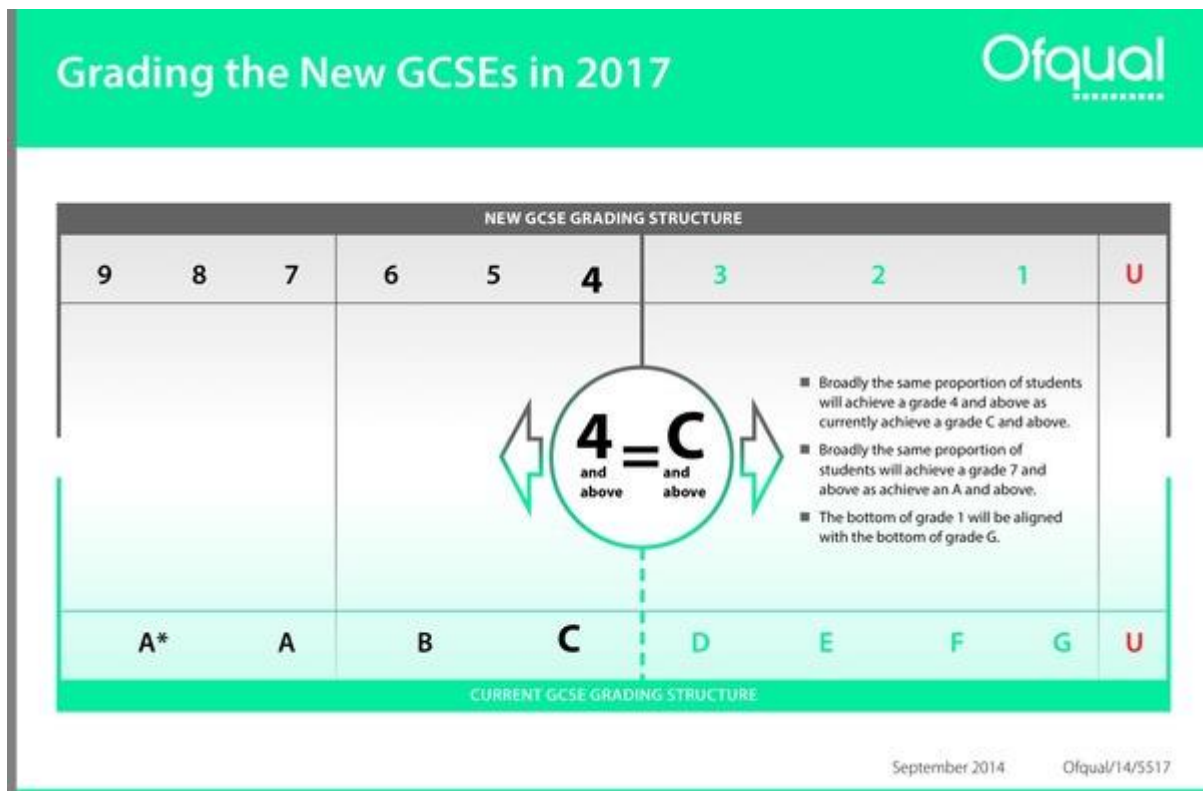 Grading the New GCSEs in 2017
Ofqual
NEW GCSE GRADING STRUCTURE
9 8 7 6 5 4 3 2 1 U
4 = C
and above and above
■ Broadly the same proportion of students
will achieve a grade 4 and above as
currently achieve a grade C and above.
■ Broadly the same proportion of
students will achieve a grade 7 and
above as achieve an A and above.
■ The bottom of grade 1 will be aligned
with the bottom of grade G.
A* A B C D E F G U
CURRENT GCSE GRADING STRUCTURE
September 2014 Ofqual/14/5517